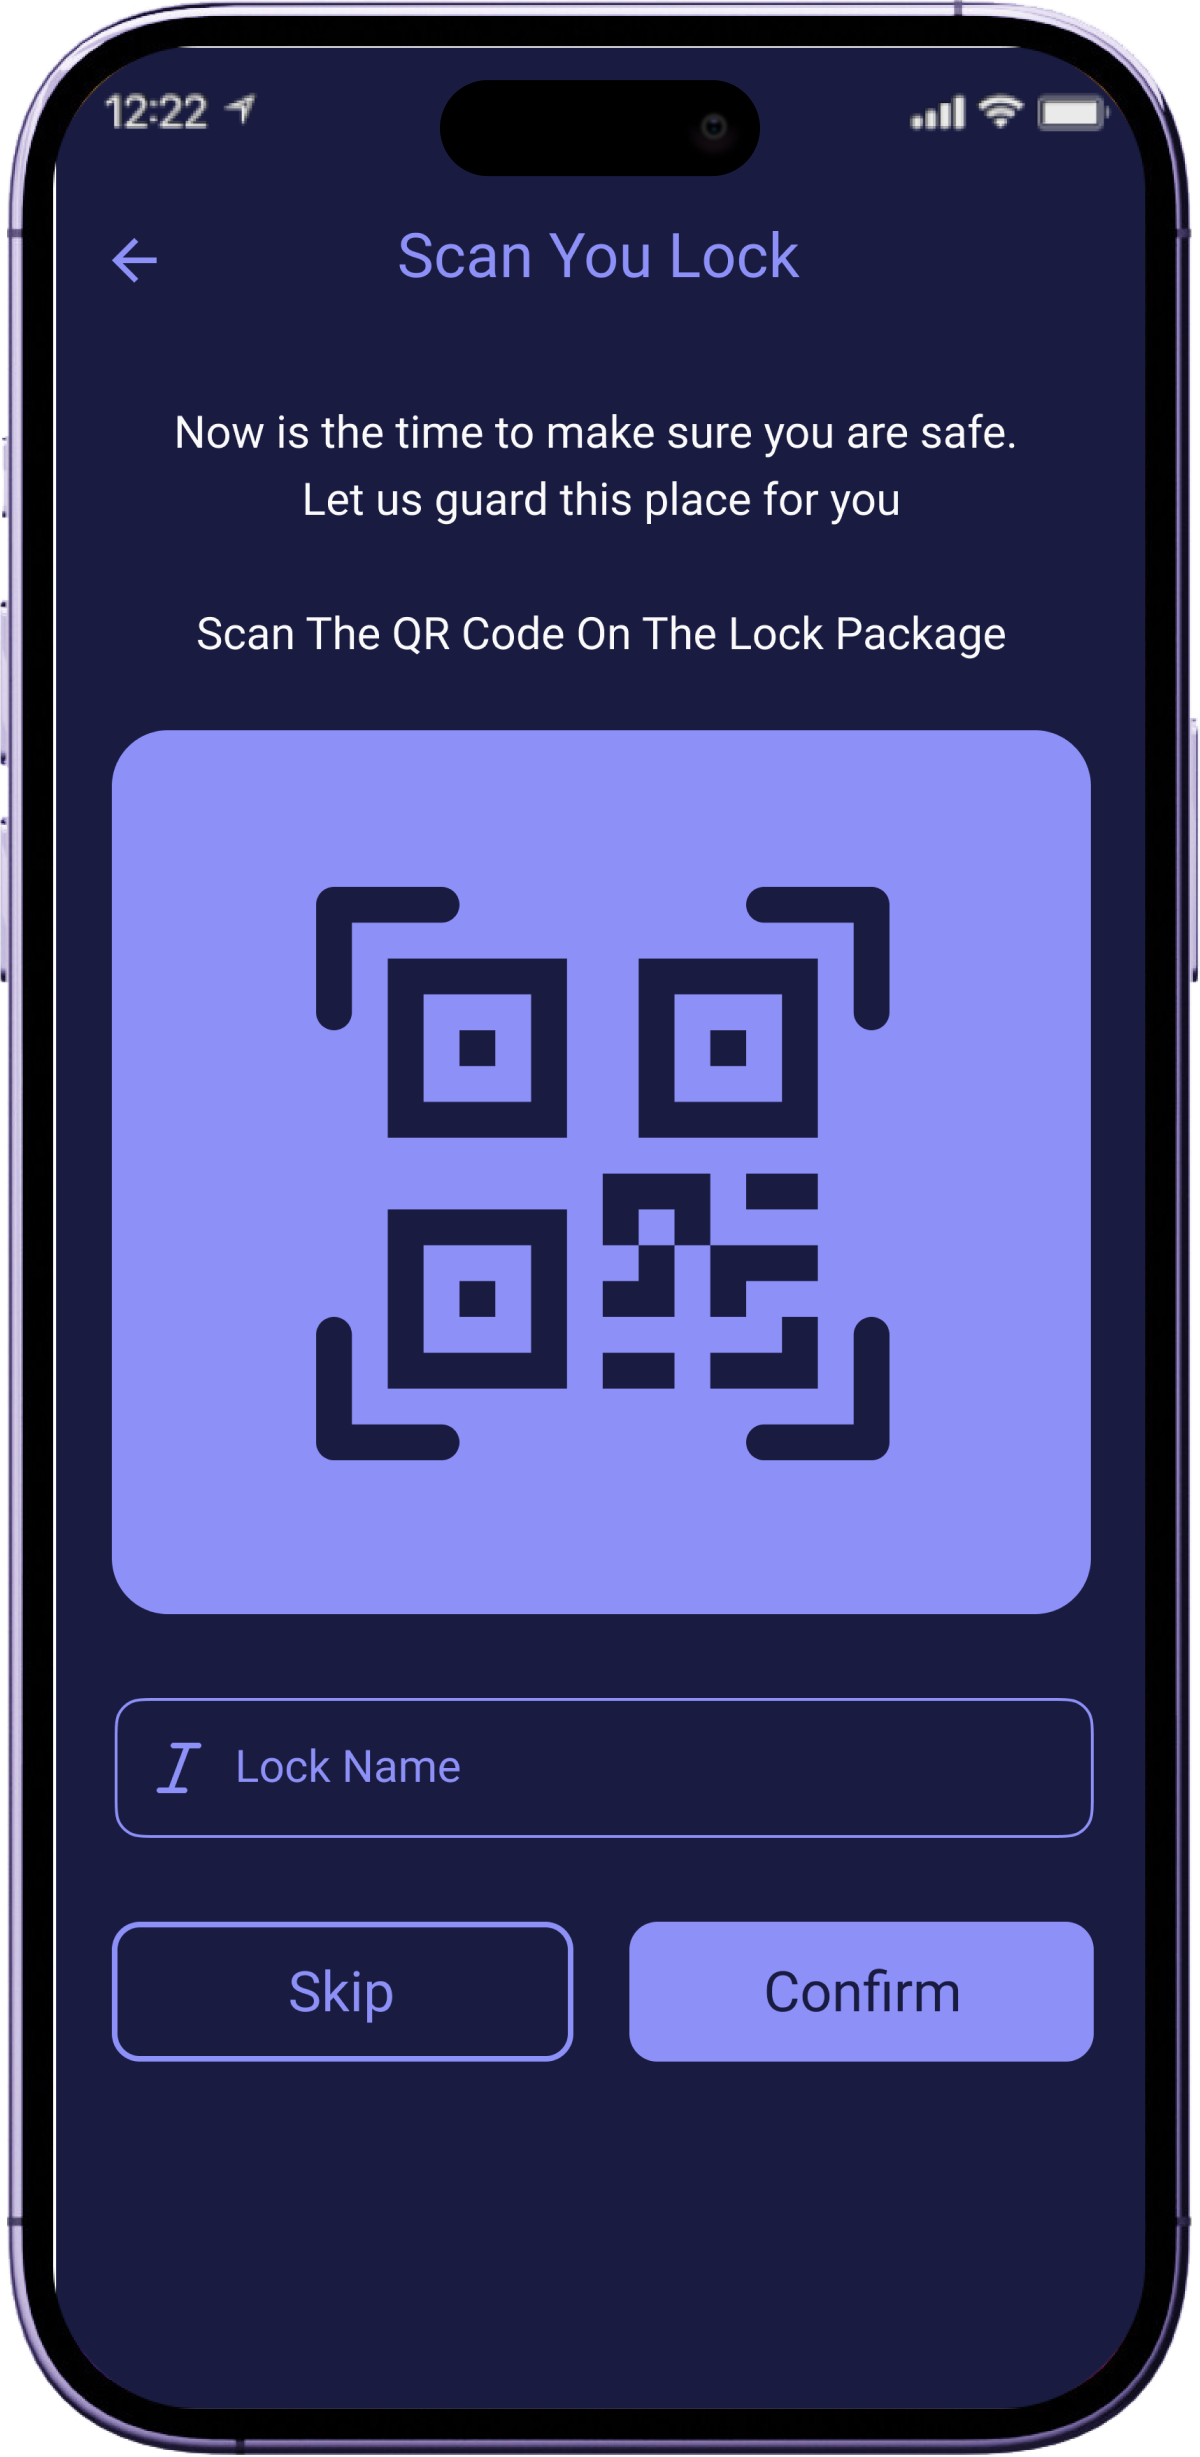 12:22
Scan You Lock
Now is the time to make sure you are safe.
Let us guard this place for you
Scan The QR Code On The Lock Package
Lock Name
Skip
Confirm